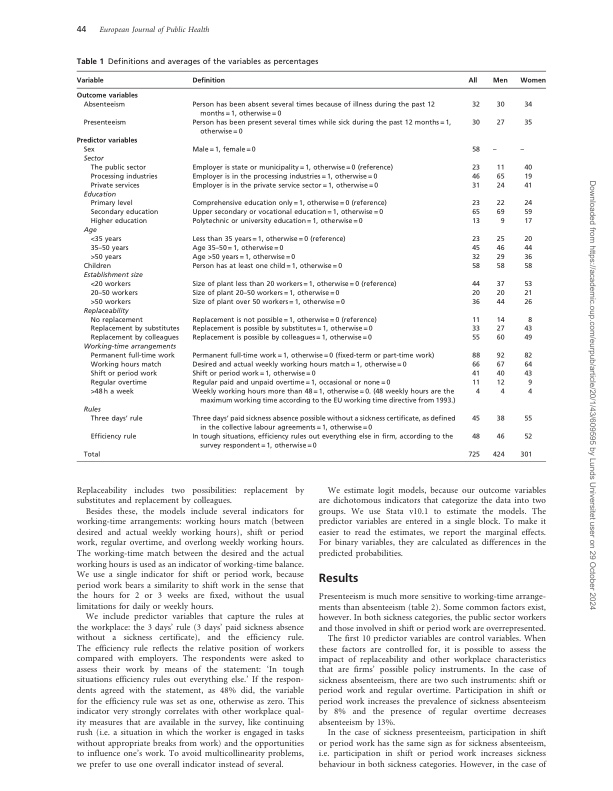 44 European Journal of Public Health
Table 1 Definitions and averages of the variables as percentages
Variable Definition All Men Women
Outcome variables
Absenteeism Person has been absent several times because of illness during the past 12 32 30 34
months = 1, otherwise = 0
Presenteeism Person has been present several times while sick during the past 12 months = 1, 30 27 35
otherwise = 0
Predictor variables
Sex Male = 1, female = 0 58 – –
Sector
The public sector Employer is state or municipality = 1, otherwise = 0 (reference) 23 11 40
Processing industries Employer is in the processing industries = 1, otherwise = 0 46 65 19
Private services Employer is in the private service sector = 1, otherwise = 0 31 24 41
Education
Primary level Comprehensive education only = 1, otherwise = 0 (reference) 23 22 24
Secondary education Upper secondary or vocational education = 1, otherwise = 0 65 69 59
Higher education Polytechnic or university education = 1, otherwise = 0 13 9 17
Age
<35 years Less than 35 years = 1, otherwise = 0 (reference) 23 25 20
35–50 years Age 35–50 = 1, otherwise = 0 45 46 44
>50 years Age >50 years = 1, otherwise = 0 32 29 36
Children Person has at least one child = 1, otherwise = 0 58 58 58
Establishment size
<20 workers Size of plant less than 20 workers = 1, otherwise = 0 (reference) 44 37 53
20–50 workers Size of plant 20–50 workers = 1, otherwise = 0 20 20 21
>50 workers Size of plant over 50 workers = 1, otherwise = 0 36 44 26
Replaceability
No replacement Replacement is not possible = 1, otherwise = 0 (reference) 11 14 8
Replacement by substitutes Replacement is possible by substitutes = 1, otherwise = 0 33 27 43
Replacement by colleagues Replacement is possible by colleagues = 1, otherwise = 0 55 60 49
Working-time arrangements
Permanent full-time work Permanent full-time work = 1, otherwise = 0 (fixed-term or part-time work) 88 92 82
Working hours match Desired and actual weekly working hours match = 1, otherwise = 0 66 67 64
Shift or period work Shift or period work = 1, otherwise = 0 41 40 43
Regular overtime Regular paid and unpaid overtime = 1, occasional or none = 0 11 12 9
>48 h a week Weekly working hours more than 48 = 1, otherwise = 0. (48 weekly hours are the 4 4 4
maximum working time according to the EU working time directive from 1993.)
Rules
Three days' rule Three days' paid sickness absence possible without a sickness certificate, as defined 45 38 55
in the collective labour agreements = 1, otherwise = 0
Efficiency rule In tough situations, efficiency rules out everything else in firm, according to the 48 46 52
survey respondent = 1, otherwise = 0
Total 725 424 301
Replaceability includes two possibilities: replacement by
substitutes and replacement by colleagues.
Besides these, the models include several indicators for
working-time arrangements: working hours match (between
desired and actual weekly working hours), shift or period
work, regular overtime, and overlong weekly working hours.
The working-time match between the desired and the actual
working hours is used as an indicator of working-time balance.
We use a single indicator for shift or period work, because
period work bears a similarity to shift work in the sense that
the hours for 2 or 3 weeks are fixed, without the usual
limitations for daily or weekly hours.
We include predictor variables that capture the rules at
the workplace: the 3 days' rule (3 days' paid sickness absence
without a sickness certificate), and the efficiency rule.
The efficiency rule reflects the relative position of workers
compared with employers. The respondents were asked to
assess their work by means of the statement: 'In tough
situations efficiency rules out everything else.' If the respon-
dents agreed with the statement, as 48% did, the variable
for the efficiency rule was set as one, otherwise as zero. This
indicator very strongly correlates with other workplace qual-
ity measures that are available in the survey, like continuing
rush (i.e. a situation in which the worker is engaged in tasks
without appropriate breaks from work) and the opportunities
to influence one's work. To avoid multicollinearity problems,
we prefer to use one overall indicator instead of several.
We estimate logit models, because our outcome variables
are dichotomous indicators that categorize the data into two
groups. We use Stata v10.1 to estimate the models. The
predictor variables are entered in a single block. To make it
easier to read the estimates, we report the marginal effects.
For binary variables, they are calculated as differences in the
predicted probabilities.
Results
Presenteeism is much more sensitive to working-time arrange-
ments than absenteeism (table 2). Some common factors exist,
however. In both sickness categories, the public sector workers
and those involved in shift or period work are overrepresented.
The first 10 predictor variables are control variables. When
these factors are controlled for, it is possible to assess the
impact of replaceability and other workplace characteristics
that are firms' possible policy instruments. In the case of
sickness absenteeism, there are two such instruments: shift or
period work and regular overtime. Participation in shift or
period work increases the prevalence of sickness absenteeism
by 8% and the presence of regular overtime decreases
absenteeism by 13%.
In the case of sickness presenteeism, participation in shift
or period work has the same sign as for sickness absenteeism,
i.e. participation in shift or period work increases sickness
behaviour in both sickness categories. However, in the case of
Downloaded from https://academic.oup.com/eurpub/article/20/1/43/609595 by Lunds Universitet user on 29 October 2024